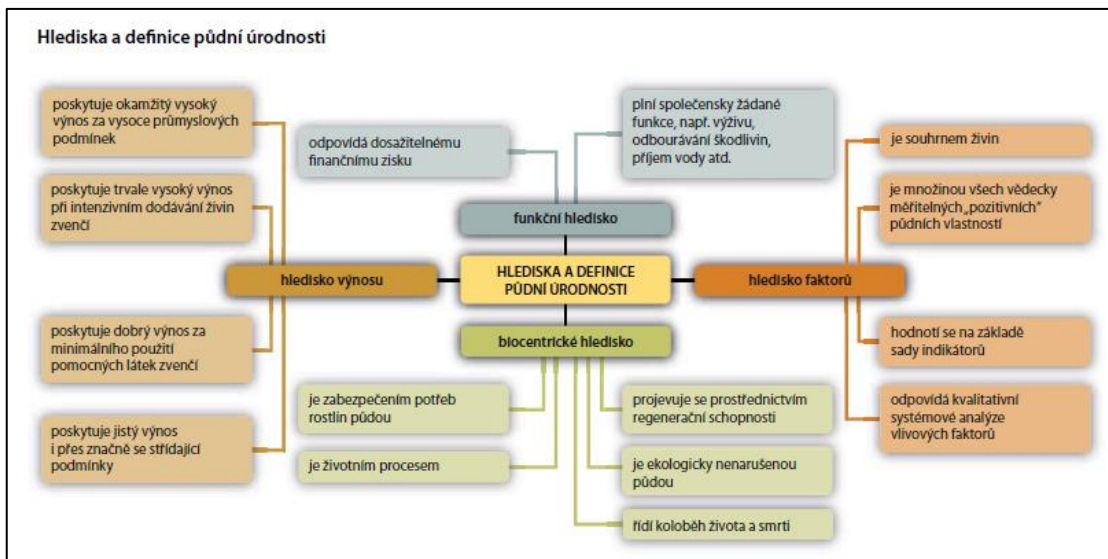 Hlediska a definice půdní úrodnosti
poskytuje okamžitý vysoký
výnos za vysoce průmyslových
podmínek
poskytuje trvale vysoký výnos
při intenzivním dodávání živin
zvenčí
hledisko výnosu
poskytuje dobrý výnos za
minimálního použití
pomocných látek zvenčí
poskytuje jistý výnos
i přes značně se střídající
podmínky
odpovídá dosažitelnému
finančnímu zisku
plní společensky žádané
funkce, např. výživu,
odbourávání škodlivin,
příjem vody atd.
funkční hledisko
HLEDISKA A DEFINICE
PŮDNÍ ÚRODNOSTI
biocentrické hledisko
je zabezpečením potřeb
rostlin půdou
je životním procesem
projevuje se prostřednictvím
regenerační schopnosti
je ekologicky nenarušenou
půdou
řídí koloběh života a smrti
je souhrnem živin
je množinou všech vědecky
měřitelných „pozitivních“
půdních vlastností
hledisko faktorů
hodnotí se na základě
sady indikátorů
odpovídá kvalitativní
systémové analýze
vlivových faktorů